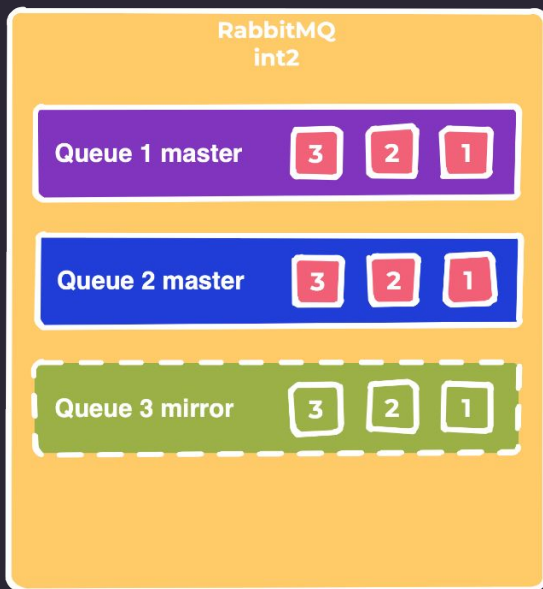 RabbitMQ
int2
Queue 1 master 3 2 1
Queue 2 master 3 2 1
Queue 3 mirror 3 2 1